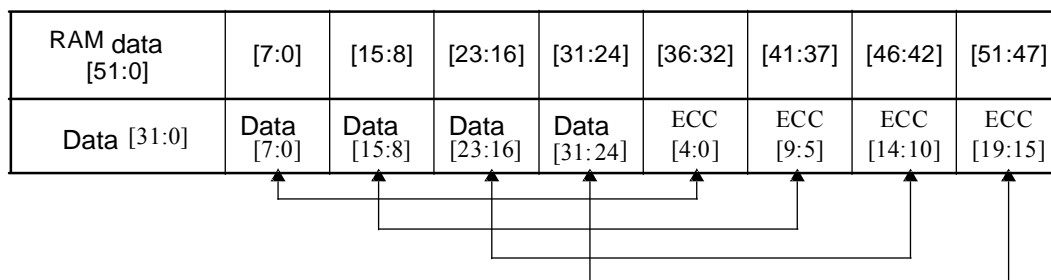 RAM data [7:0] [15:8] [23:16] [31:24] [36:32] [41:37] [46:42] [51:47]
[51:0]
Data [31:0] Data Data Data Data ECC ECC ECC ECC
[7:0] [15:8] [23:16] [31:24] [4:0] [9:5] [14:10] [19:15]